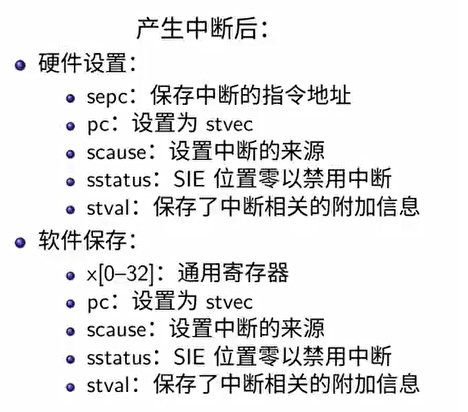 产生中断后：
硬件设置：
sepc：保存中断的指令地址
pc：设置为 stvec
scause：设置中断的来源
sstatus：SIE 位置零以禁用中断
stval：保存了中断相关的附加信息
软件保存：
x[0–32]：通用寄存器
pc：设置为 stvec
scause：设置中断的来源
sstatus：SIE 位置零以禁用中断
stval：保存了中断相关的附加信息